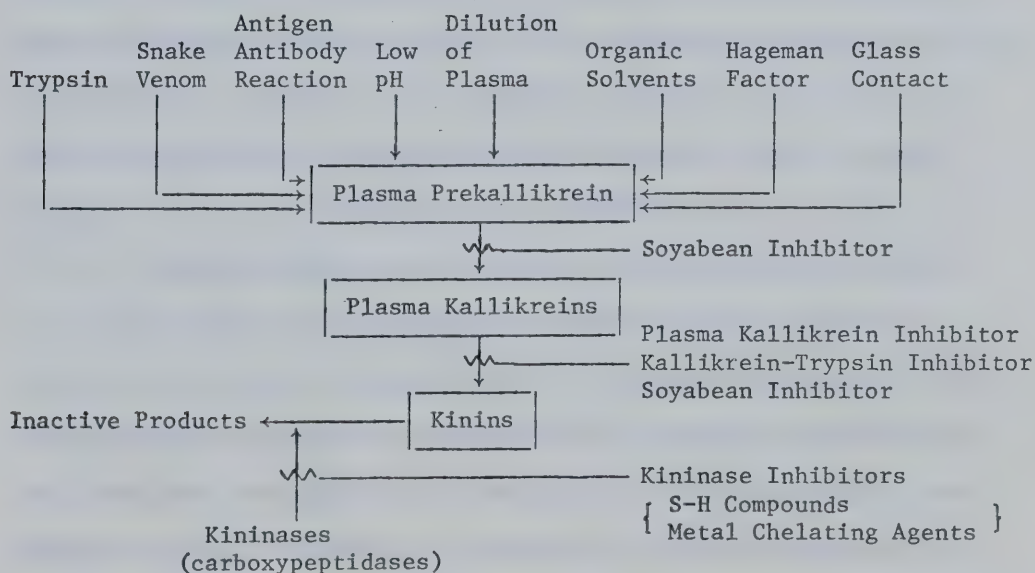 Antigen Dilution
Snake Antibody Low of Organic Hageman Glass
Trypsin Venom Reaction pH Plasma Solvents Factor Contact
Plasma Prekallikrein
Soyabean Inhibitor
Plasma Kallikreins
Plasma Kallikrein Inhibitor
Kallikrein-Trypsin Inhibitor
Soyabean Inhibitor
Inactive Products
Kinins
Kininase Inhibitors
{ S-H Compounds
Metal Chelating Agents }
Kininases
(carboxypeptidases)